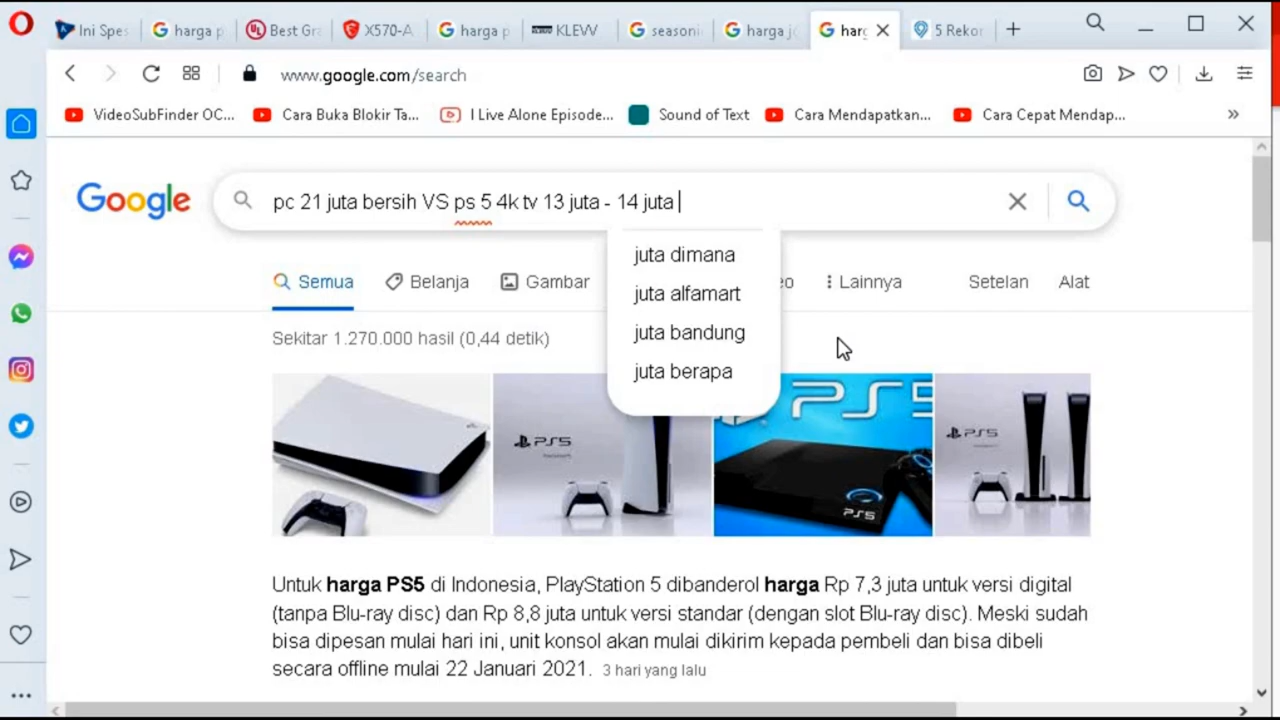 Ini Spes
harga p
Best Gra
X570-A
harga p
KLEVV
seasoni
harga jo
harg
5 Rekor
www.google.com/search
VideoSubFinder OC...
Cara Buka Blokir Ta...
I Live Alone Episode...
Sound of Text
Cara Mendapatkan...
Cara Cepat Mendap...
Google
pc 21 juta bersih VS ps 5 4k tv 13 juta - 14 juta
juta dimana
juta alfamart
juta bandung
juta berapa
Semua
Belanja
Gambar
eo
Lainnya
Setelan
Alat
Sekitar 1.270.000 hasil (0,44 detik)
PS5
PS5
PS5
PS5
Untuk harga PS5 di Indonesia, PlayStation 5 dibanderol harga Rp 7,3 juta untuk versi digital
(tanpa Blu-ray disc) dan Rp 8,8 juta untuk versi standar (dengan slot Blu-ray disc). Meski sudah
bisa dipesan mulai hari ini, unit konsol akan mulai dikirim kepada pembeli dan bisa dibeli
secara offline mulai 22 Januari 2021. 3 hari yang lalu